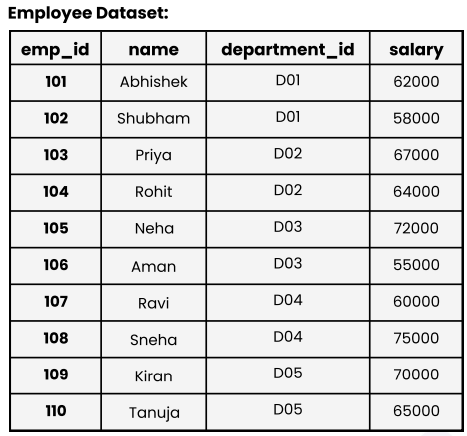 Employee Dataset:
emp_id name department_id salary
101 Abhishek D01 62000
102 Shubham D01 58000
103 Priya D02 67000
104 Rohit D02 64000
105 Neha D03 72000
106 Aman D03 55000
107 Ravi D04 60000
108 Sneha D04 75000
109 Kiran D05 70000
110 Tanuja D05 65000